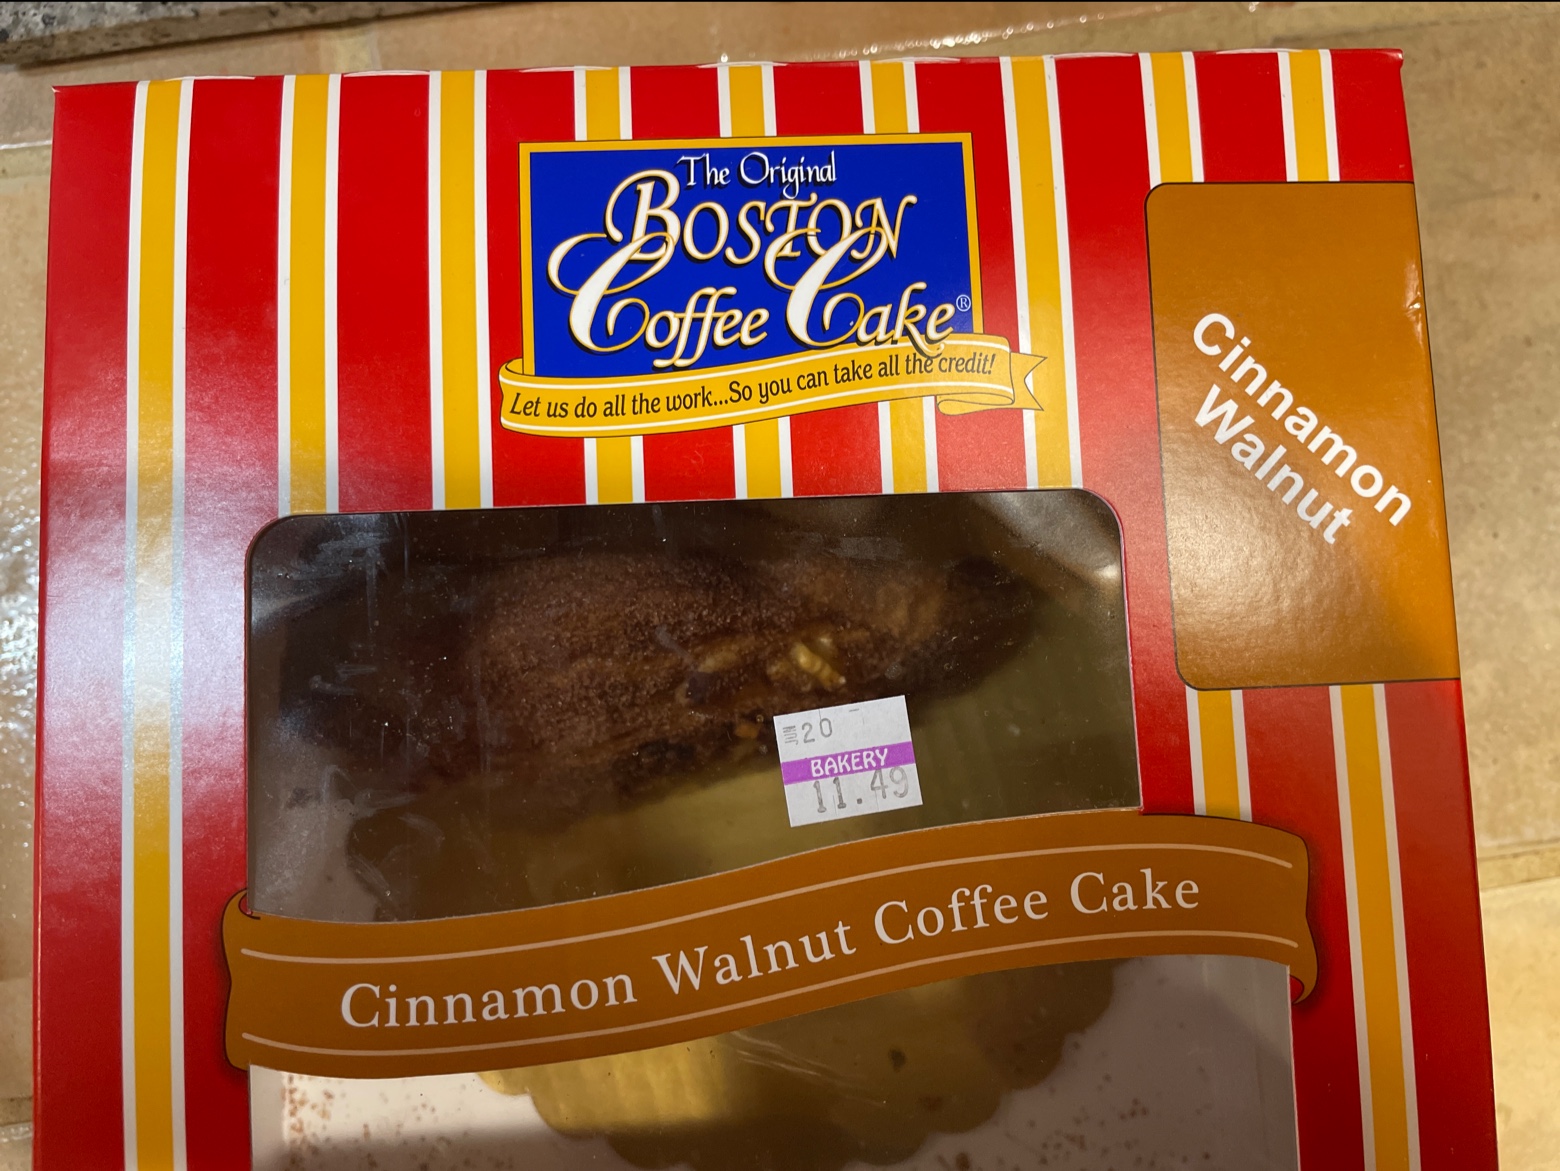 The Original
BOSTON
Coffee Cake®
Let us do all the work...So you can take all the credit!
Cinnamon
Walnut
20
BAKERY
11.49
Cinnamon Walnut Coffee Cake